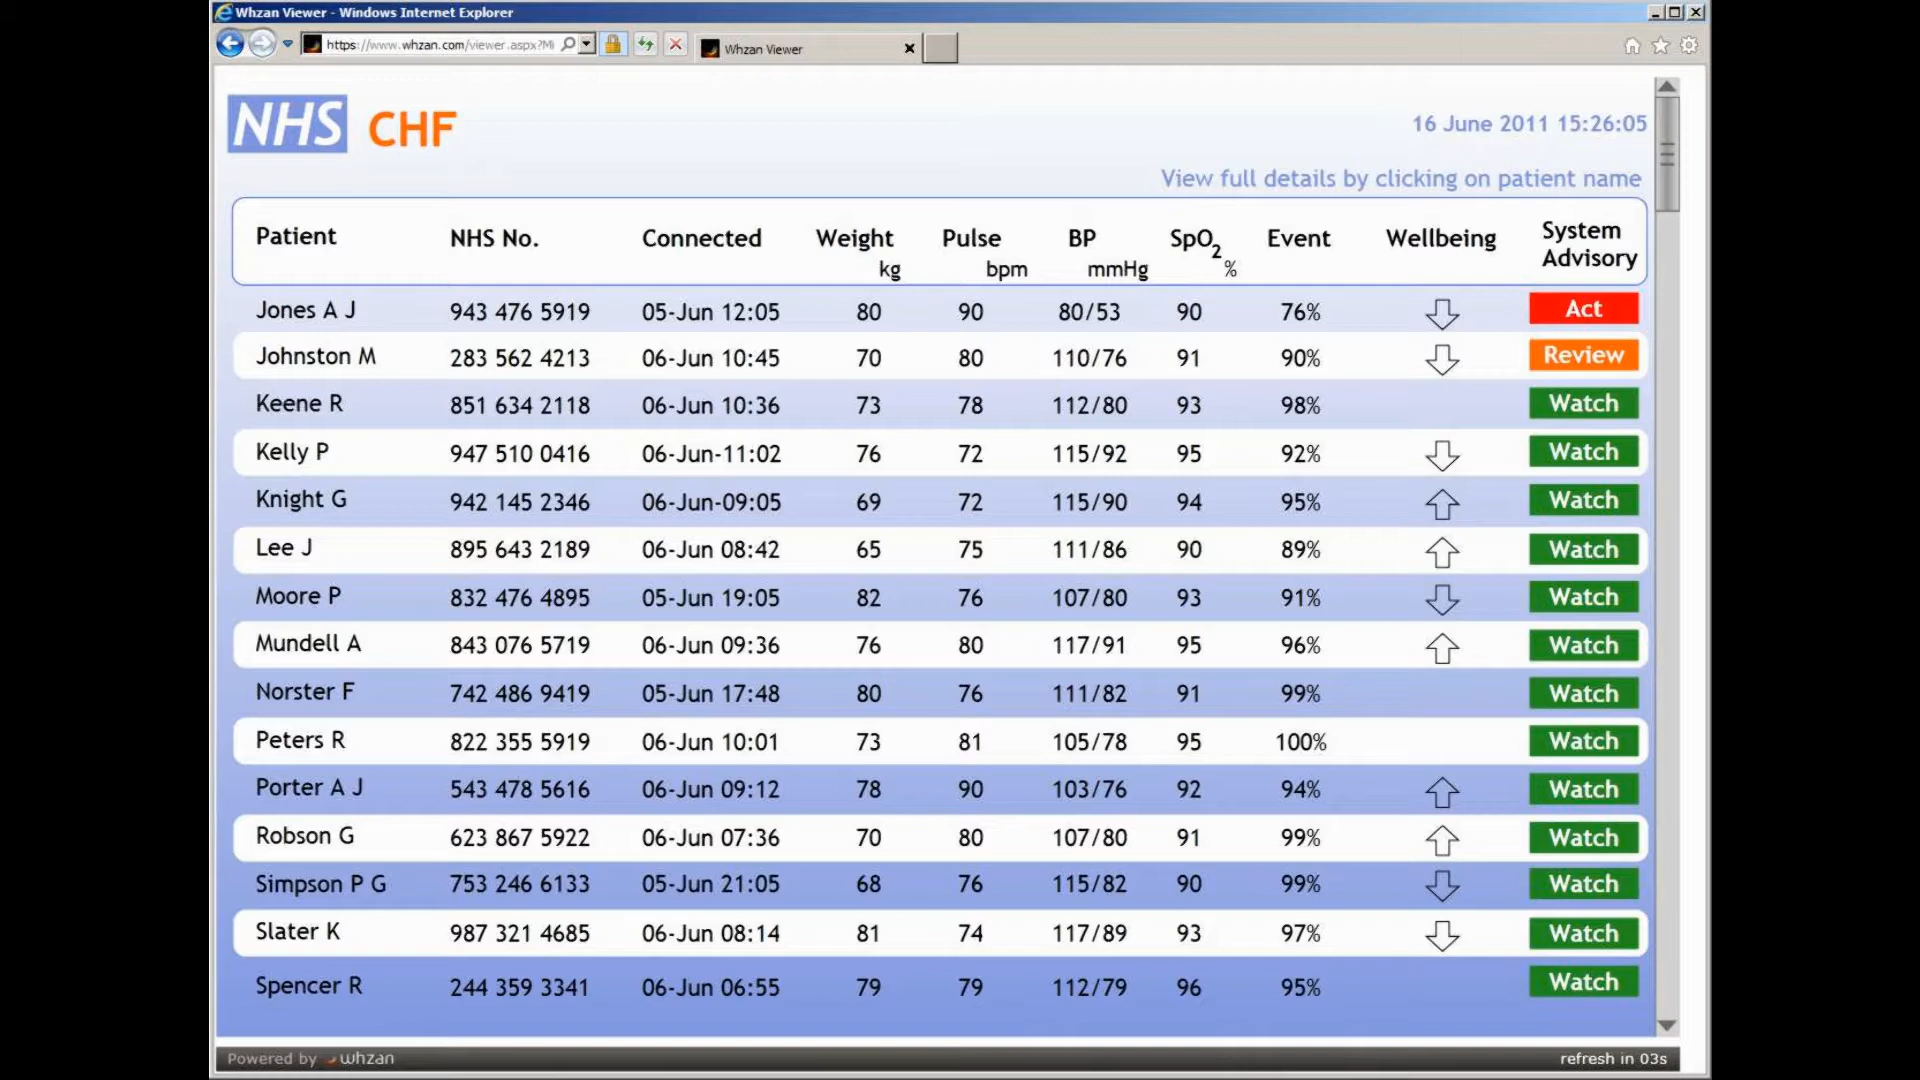 Whzan Viewer - Windows Internet Explorer
https://www.whzan.com/viewer.aspx?Mi
Whzan Viewer
NHS CHF
16 June 2011 15:26:05
View full details by clicking on patient name
Patient NHS No. Connected Weight kg Pulse bpm BP mmHg SpO2 % Event Wellbeing System Advisory
Jones A J 943 476 5919 05-Jun 12:05 80 90 80/53 90 76% Act
Johnston M 283 562 4213 06-Jun 10:45 70 80 110/76 91 90% Review
Keene R 851 634 2118 06-Jun 10:36 73 78 112/80 93 98% Watch
Kelly P 947 510 0416 06-Jun-11:02 76 72 115/92 95 92% Watch
Knight G 942 145 2346 06-Jun-09:05 69 72 115/90 94 95% Watch
Lee J 895 643 2189 06-Jun 08:42 65 75 111/86 90 89% Watch
Moore P 832 476 4895 05-Jun 19:05 82 76 107/80 93 91% Watch
Mundell A 843 076 5719 06-Jun 09:36 76 80 117/91 95 96% Watch
Norster F 742 486 9419 05-Jun 17:48 80 76 111/82 91 99% Watch
Peters R 822 355 5919 06-Jun 10:01 73 81 105/78 95 100% Watch
Porter A J 543 478 5616 06-Jun 09:12 78 90 103/76 92 94% Watch
Robson G 623 867 5922 06-Jun 07:36 70 80 107/80 91 99% Watch
Simpson P G 753 246 6133 05-Jun 21:05 68 76 115/82 90 99% Watch
Slater K 987 321 4685 06-Jun 08:14 81 74 117/89 93 97% Watch
Spencer R 244 359 3341 06-Jun 06:55 79 79 112/79 96 95% Watch
Powered by whzan
refresh in 03s